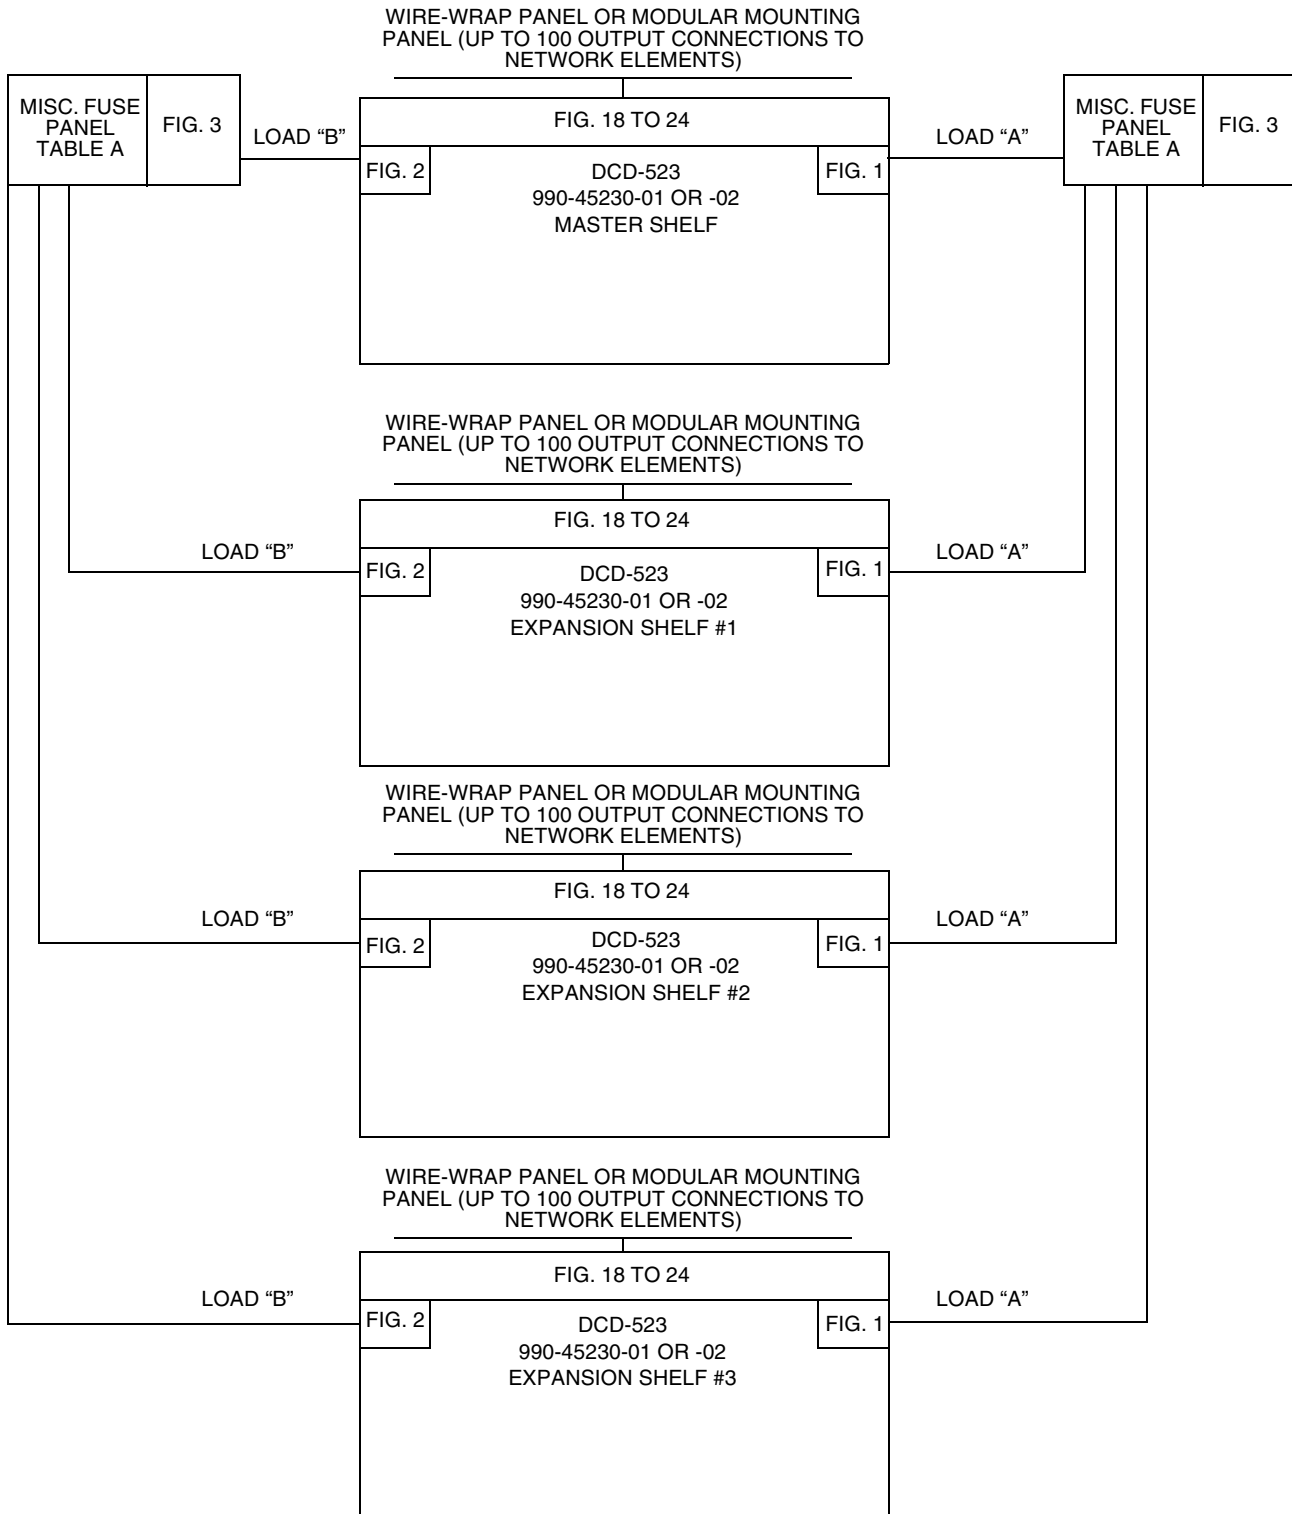 WIRE-WRAP PANEL OR MODULAR MOUNTING
PANEL (UP TO 100 OUTPUT CONNECTIONS TO
NETWORK ELEMENTS)
MISC. FUSE
PANEL
TABLE A
FIG. 3
LOAD “B”
FIG. 18 TO 24
LOAD “A”
MISC. FUSE
PANEL
TABLE A
FIG. 3
FIG. 2
DCD-523
990-45230-01 OR -02
MASTER SHELF
FIG. 1
WIRE-WRAP PANEL OR MODULAR MOUNTING
PANEL (UP TO 100 OUTPUT CONNECTIONS TO
NETWORK ELEMENTS)
FIG. 18 TO 24
LOAD “B”
FIG. 2
DCD-523
990-45230-01 OR -02
EXPANSION SHELF #1
FIG. 1
LOAD “A”
WIRE-WRAP PANEL OR MODULAR MOUNTING
PANEL (UP TO 100 OUTPUT CONNECTIONS TO
NETWORK ELEMENTS)
FIG. 18 TO 24
LOAD “B”
FIG. 2
DCD-523
990-45230-01 OR -02
EXPANSION SHELF #2
FIG. 1
LOAD “A”
WIRE-WRAP PANEL OR MODULAR MOUNTING
PANEL (UP TO 100 OUTPUT CONNECTIONS TO
NETWORK ELEMENTS)
FIG. 18 TO 24
LOAD “B”
FIG. 2
DCD-523
990-45230-01 OR -02
EXPANSION SHELF #3
FIG. 1
LOAD “A”